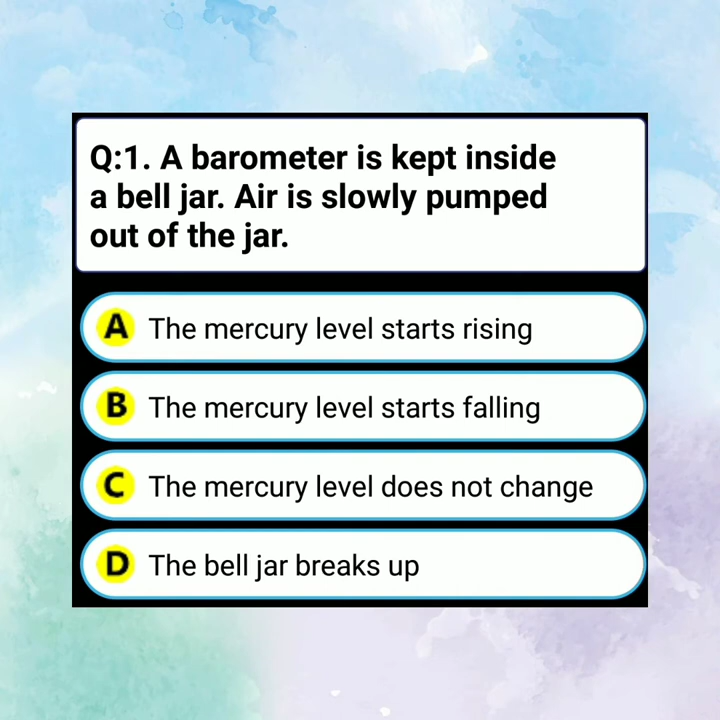 Q:1. A barometer is kept inside
a bell jar. Air is slowly pumped
out of the jar.
A The mercury level starts rising
B The mercury level starts falling
C The mercury level does not change
D The bell jar breaks up